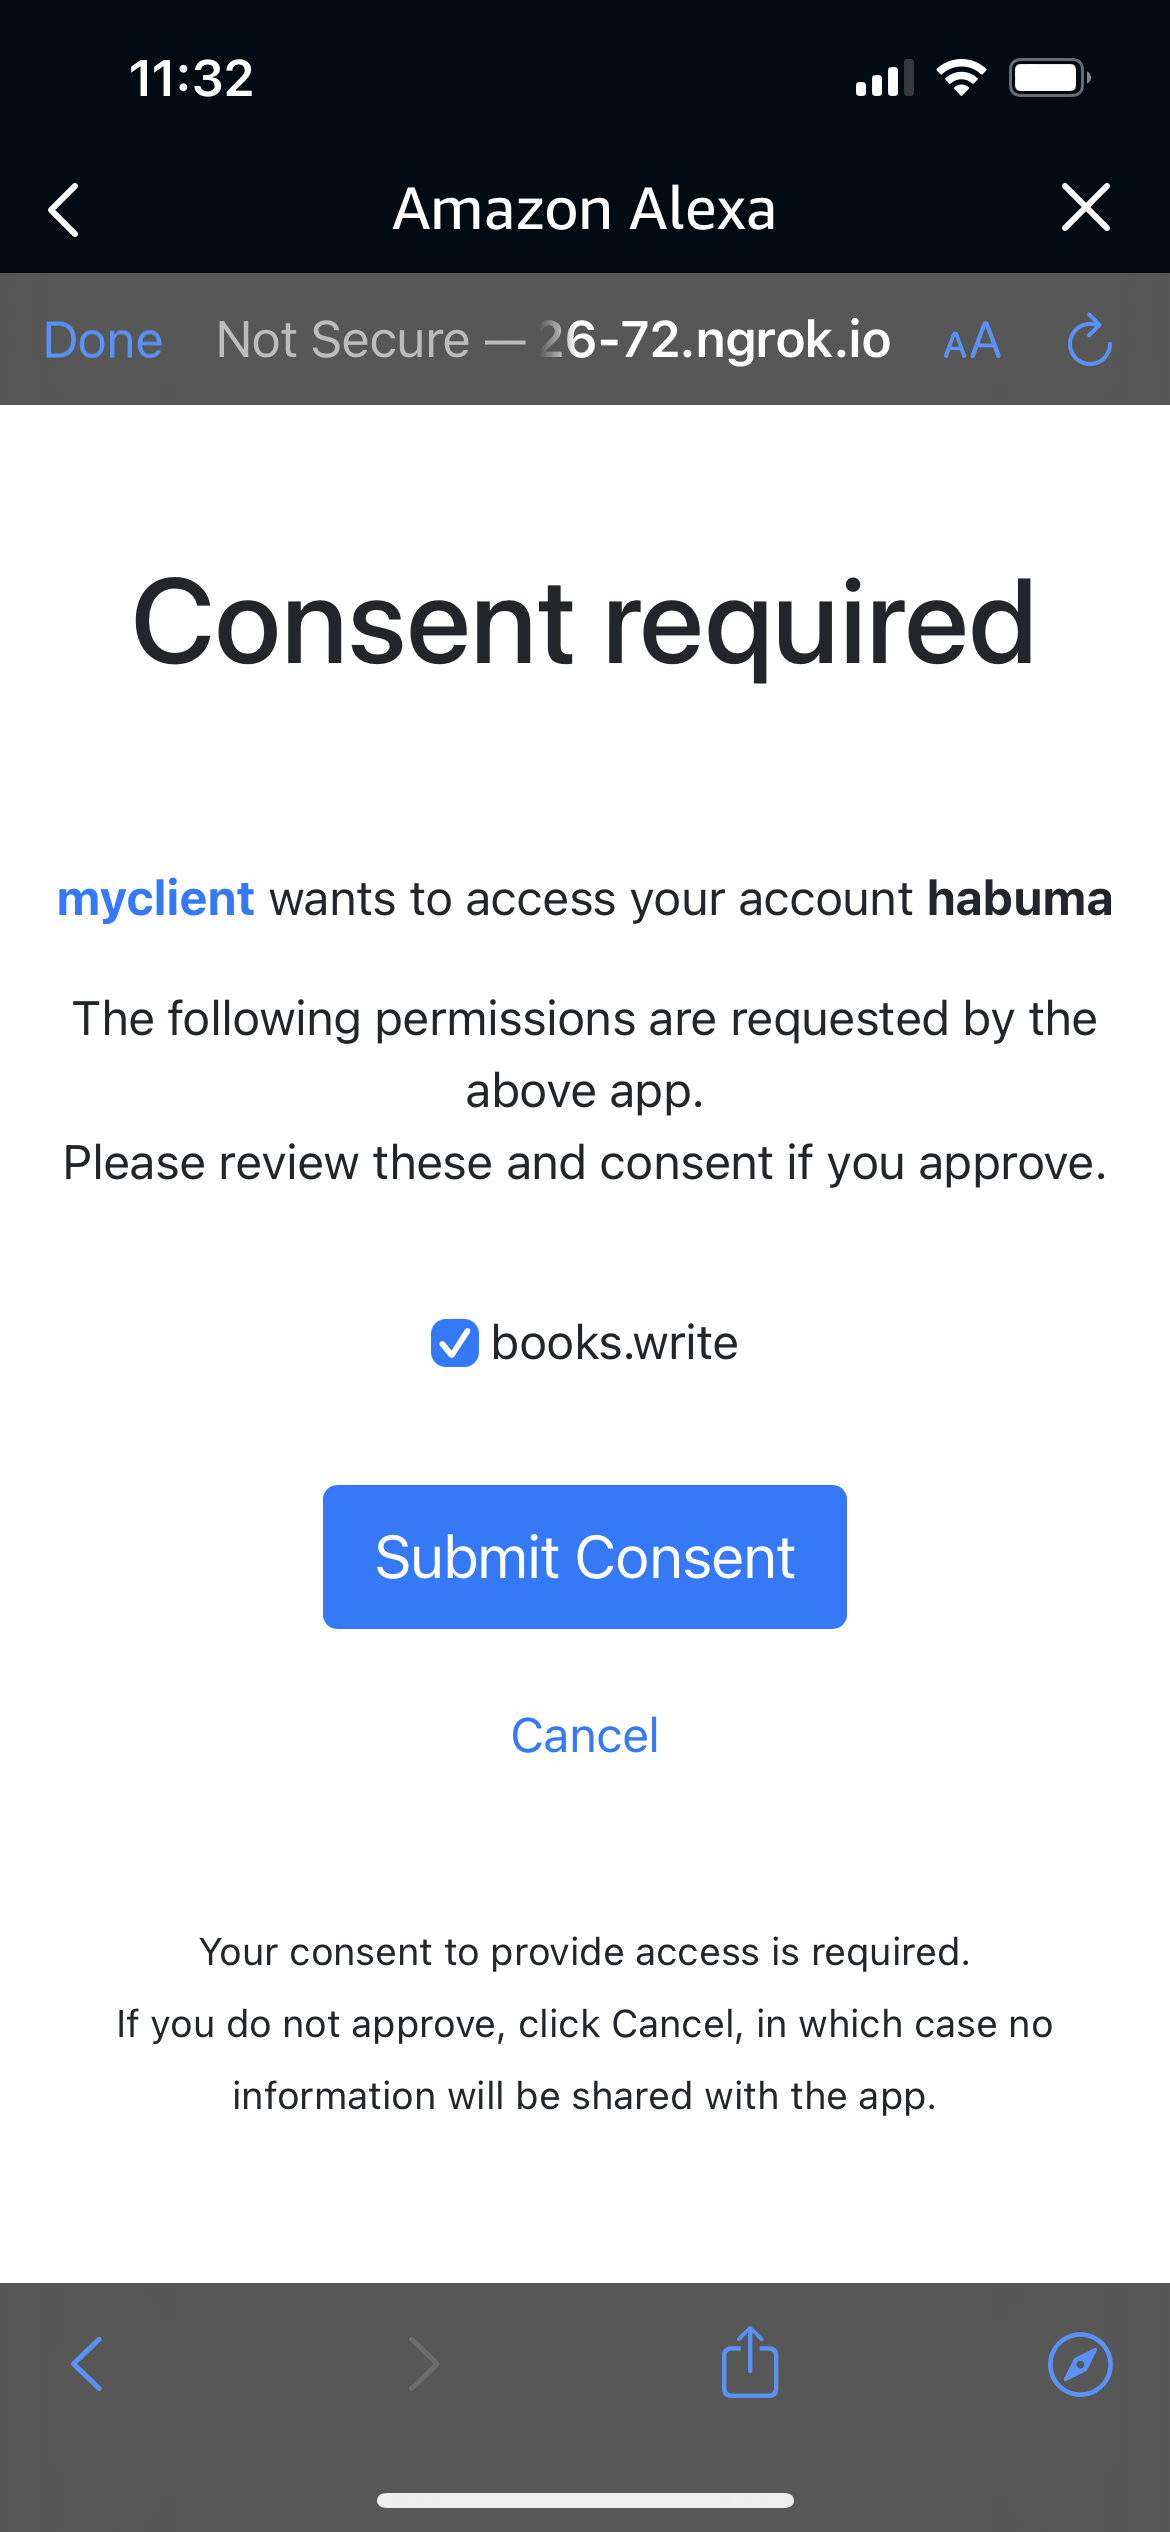 11:32
Amazon Alexa
Done Not Secure — 26-72.ngrok.io AA
Consent required
myclient wants to access your account habuma
The following permissions are requested by the
above app.
Please review these and consent if you approve.
books.write
Submit Consent
Cancel
Your consent to provide access is required.
If you do not approve, click Cancel, in which case no
information will be shared with the app.